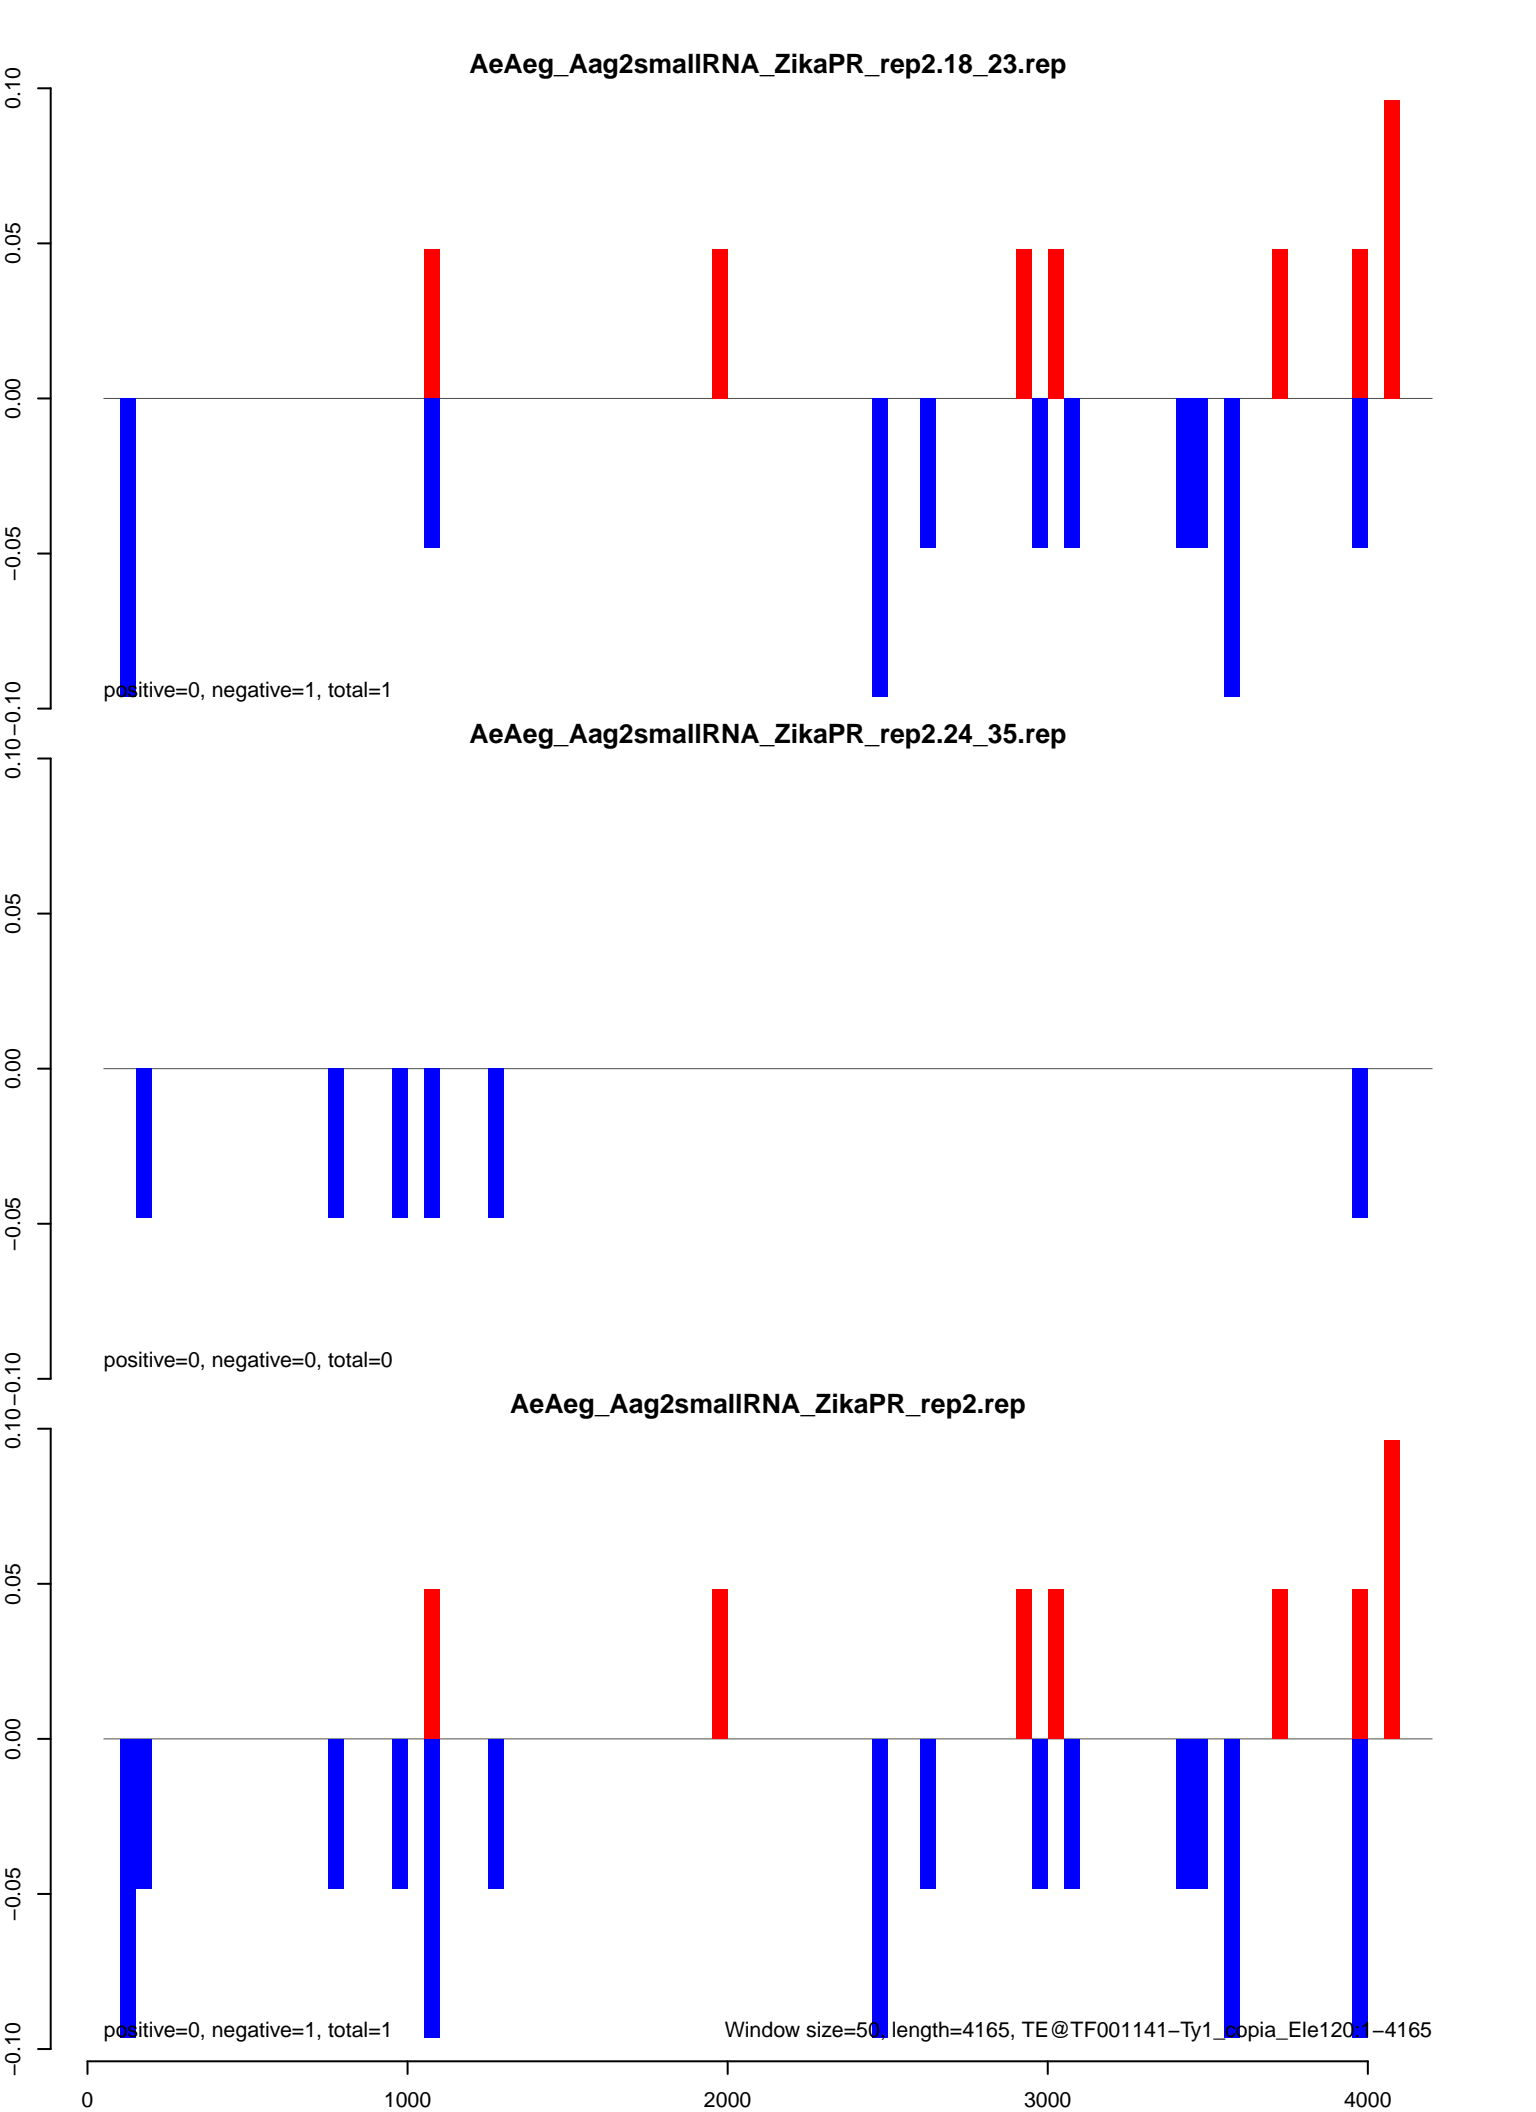 AeAeg_Aag2smallRNA_ZikaPR_rep2.18_23.rep
0.10
0.05
0.00
−0.05
−0.10
positive=0, negative=1, total=1
AeAeg_Aag2smallRNA_ZikaPR_rep2.24_35.rep
0.10
0.05
0.00
−0.05
−0.10
positive=0, negative=0, total=0
AeAeg_Aag2smallRNA_ZikaPR_rep2.rep
0.10
0.05
0.00
−0.05
−0.10
positive=0, negative=1, total=1
Window size=50, length=4165, TE@TF001141−Ty1_copia_Ele120:1−4165
0 1000 2000 3000 4000